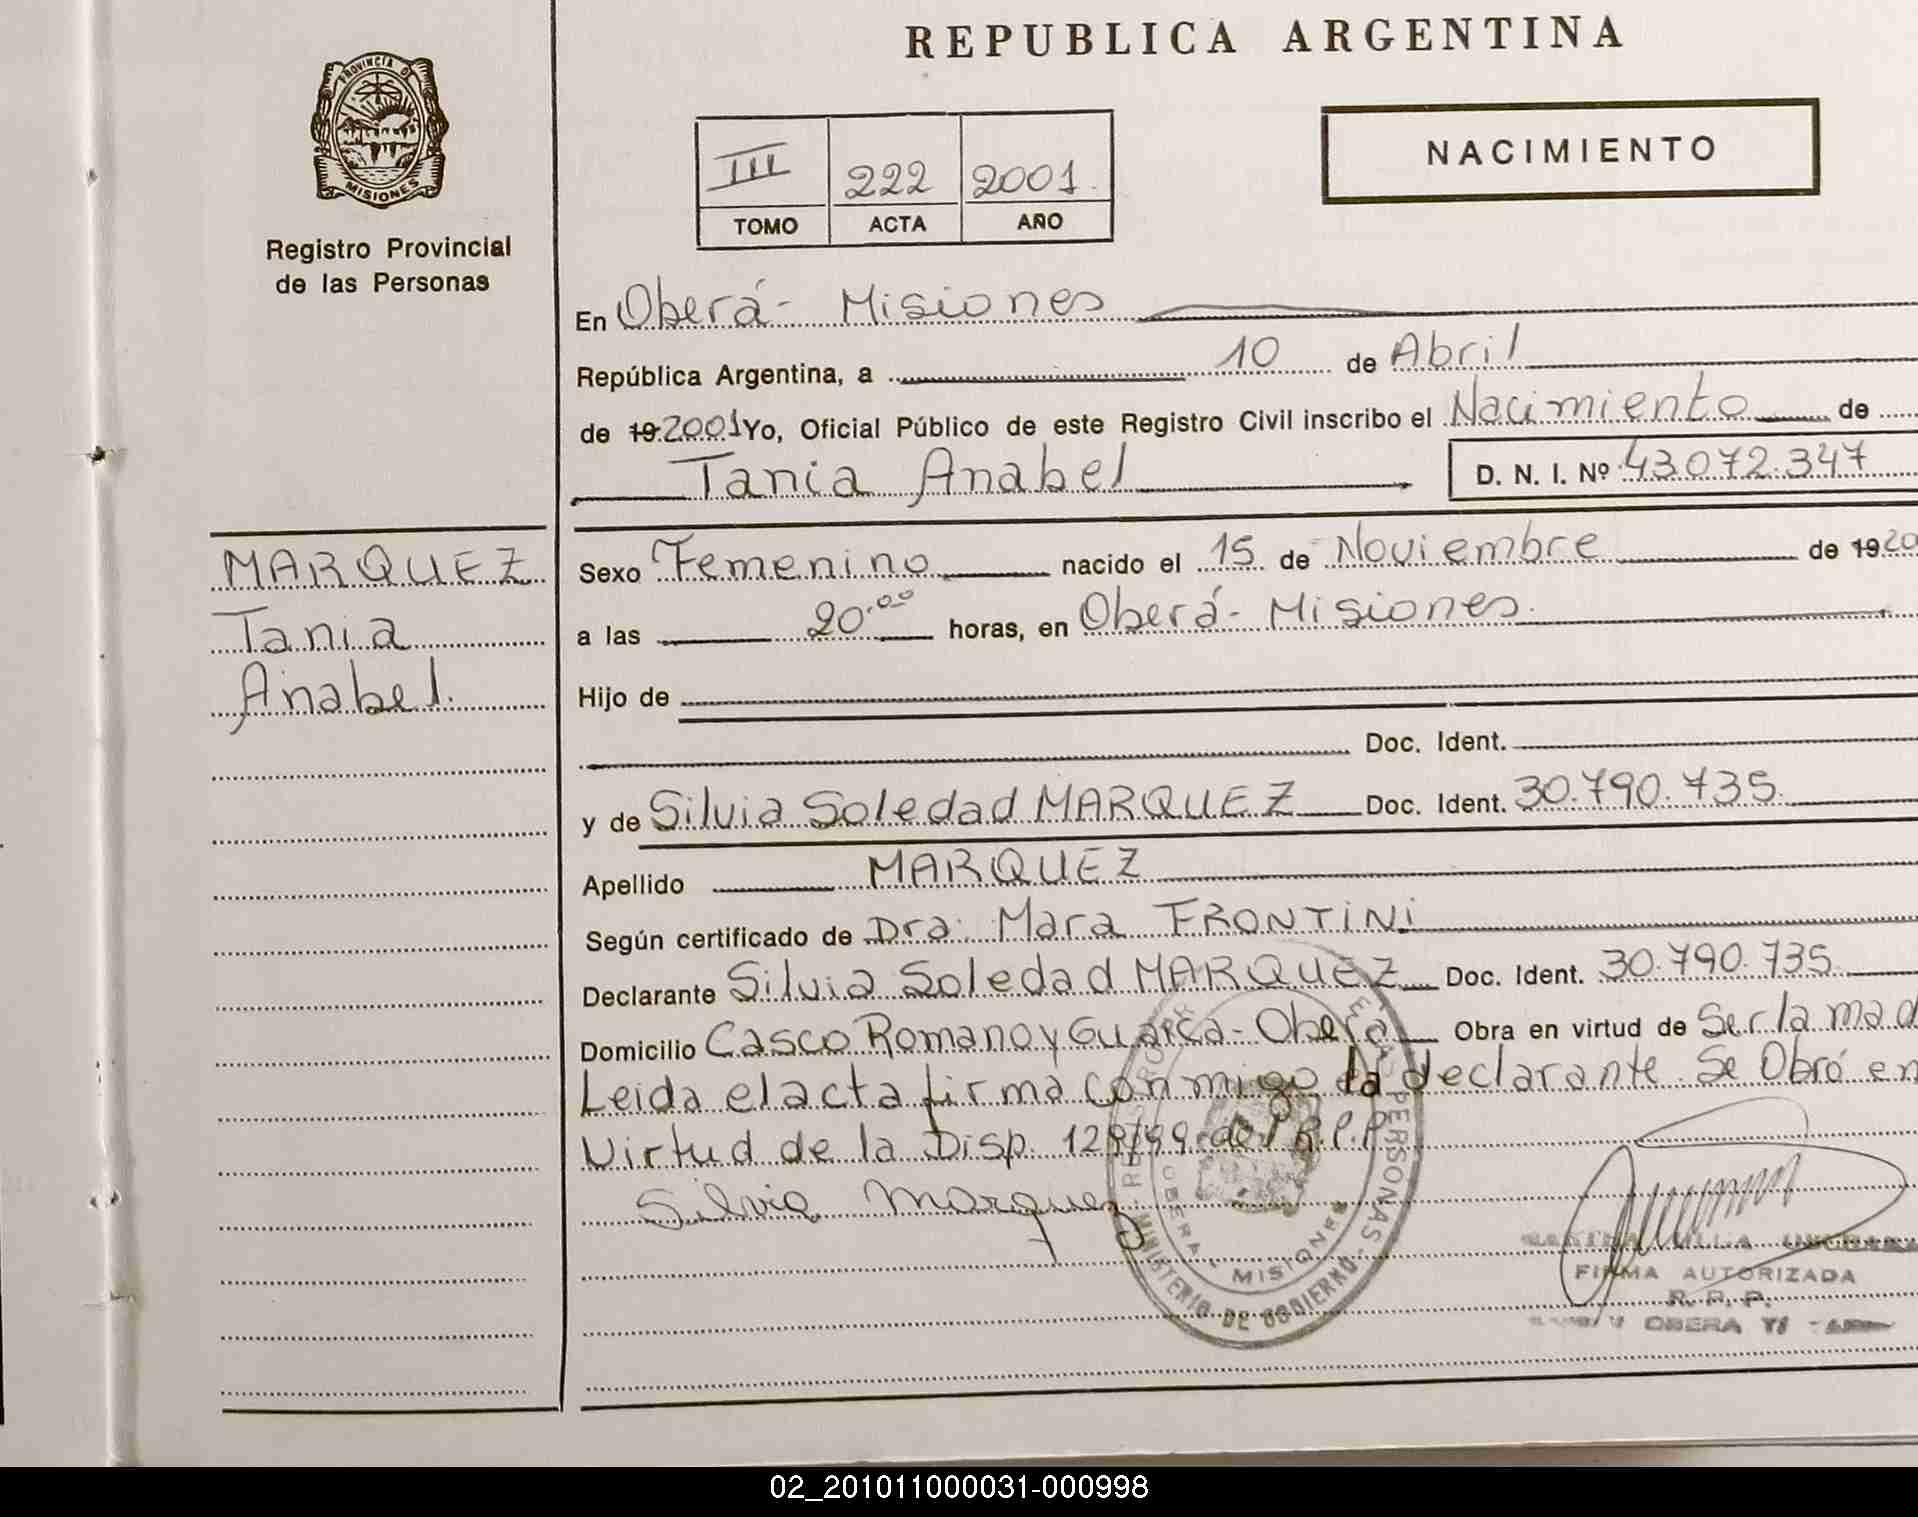 REPUBLICA ARGENTINA
PROVINCIA D
MISIONES
Registro Provincial
de las Personas
III 222 2001.
TOMO ACTA AÑO
NACIMIENTO
En Oberá - Misiones
República Argentina, a 10 de Abril
de 19 2001 Yo, Oficial Público de este Registro Civil inscribo el Nacimiento de
Tania Anabel D. N. I. Nº 43.072.347
MARQUEZ
Tania
Anabel.
Sexo Femenino nacido el 15 de Noviembre de 19 20
a las 20.00 horas, en Oberá - Misiones.
Hijo de
y Doc. Ident.
y de Silvia Soledad MARQUEZ Doc. Ident. 30.790.735.
Apellido MARQUEZ
Según certificado de Dra. Mara FRONTINI
Declarante Silvia Soledad MARQUEZ Doc. Ident. 30.790.735.
Domicilio Casco Romano y Guarca - Oberá Obra en virtud de Ser la mad
Leida el acta firma conmigo la declarante. Se Obró en
Virtud de la Disp. 129/99 del R.P.P.
Silvia Marquez
PERSONAS
MINISTERIO DE GOBIERNO
OBERA MISIONES
FIRMA AUTORIZADA
R. P. P.
OBERA
02_201011000031-000998